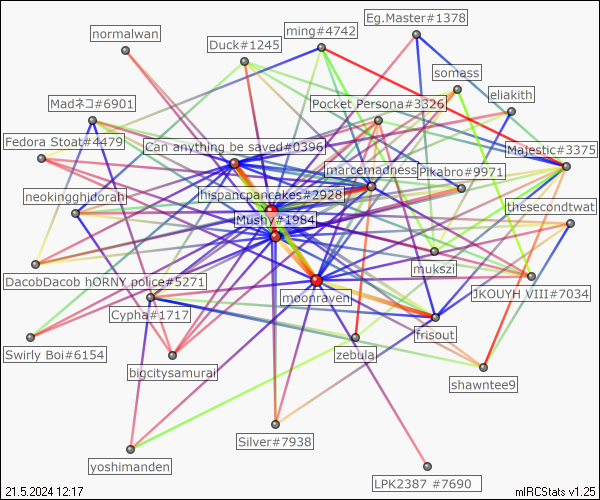 Eg.Master#1378
ming#4742
normalwan
Duck#1245
somass
eliakith
Madネコ#6901
Pocket Persona#3326
Fedora Stoat#4479
Can anything be saved#0396
Majestic#3375
marcemadness
Pikabro#9971
hispancpancakes#2928
neokingghidorah
thesecondtwat
Mushy#1984
mukszi
DacobDacob hORNY police#5271
moonraven
JKOUYH VIII#7034
Cypha#1717
frisout
Swirly Boi#6154
zebula
bigcitysamurai
shawntee9
Silver#7938
yoshimanden
LPK2387 #7690
21.5.2024 12:17
mIRCStats v1.25